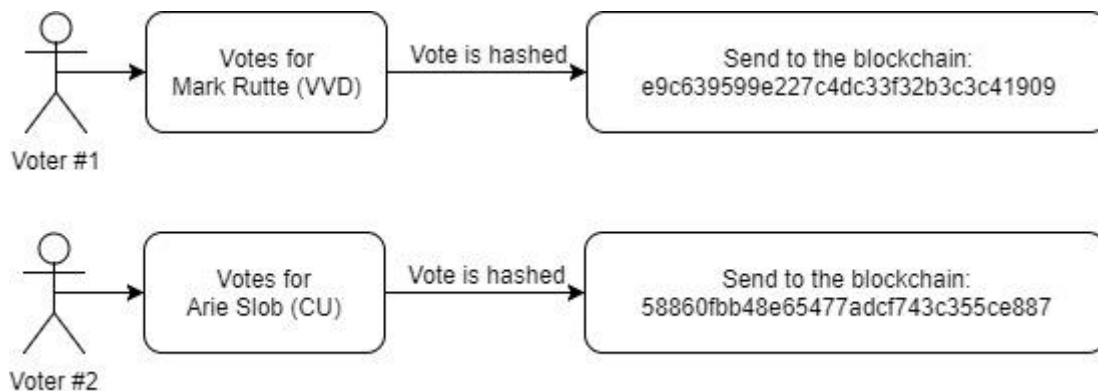 Votes for
Mark Rutte (VVD)
Vote is hashed
Send to the blockchain:
e9c639599e227c4dc33f32b3c3c41909
Voter #1
Votes for
Arie Slob (CU)
Vote is hashed
Send to the blockchain:
58860fbb48e65477adcf743c355ce887
Voter #2